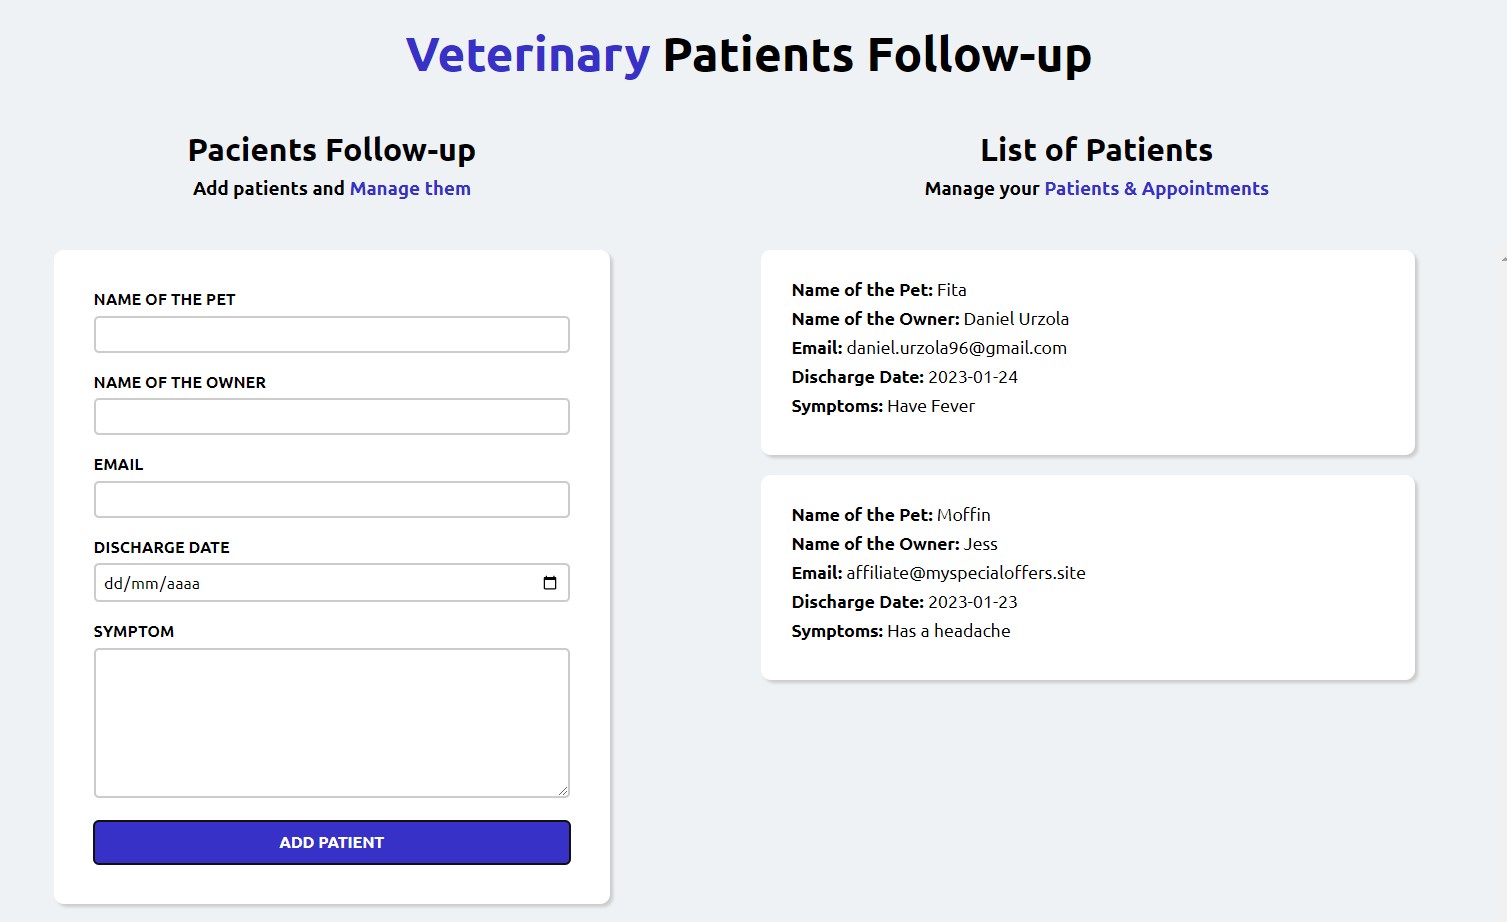 Veterinary Patients Follow-up
Pacients Follow-up
Add patients and Manage them
NAME OF THE PET
NAME OF THE OWNER
EMAIL
DISCHARGE DATE
dd/mm/aaaa
SYMPTOM
ADD PATIENT
List of Patients
Manage your Patients & Appointments
Name of the Pet: Fita
Name of the Owner: Daniel Urzola
Email: daniel.urzola96@gmail.com
Discharge Date: 2023-01-24
Symptoms: Have Fever
Name of the Pet: Moffin
Name of the Owner: Jess
Email: affiliate@myspecialoffers.site
Discharge Date: 2023-01-23
Symptoms: Has a headache